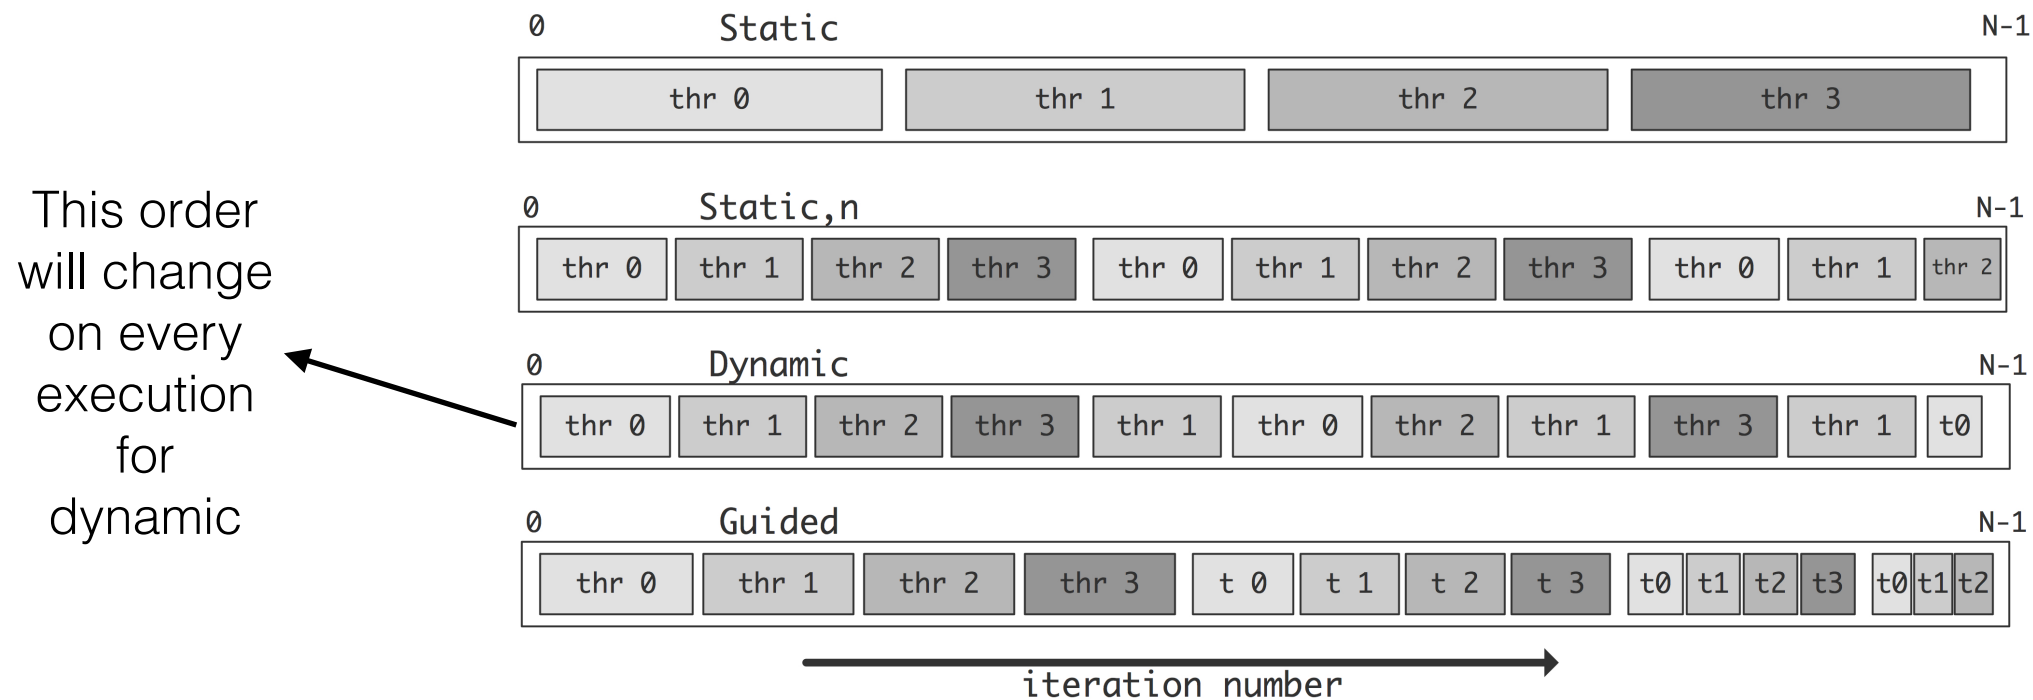 0 Static N-1
thr 0 thr 1 thr 2 thr 3
This order
will change
on every
execution
for
dynamic
0 Static,n N-1
thr 0 thr 1 thr 2 thr 3 thr 0 thr 1 thr 2 thr 3 thr 0 thr 1 thr 2
0 Dynamic N-1
thr 0 thr 1 thr 2 thr 3 thr 1 thr 0 thr 2 thr 1 thr 3 thr 1 t0
0 Guided N-1
thr 0 thr 1 thr 2 thr 3 t 0 t 1 t 2 t 3 t0 t1 t2 t3 t0 t1 t2
iteration number